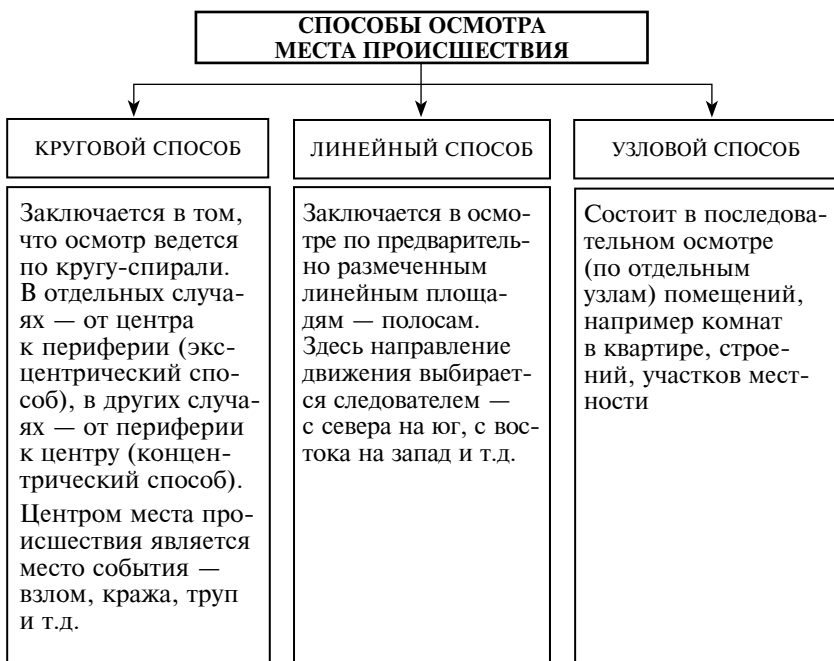 СПОСОБЫ ОСМОТРА
МЕСТА ПРОИСШЕСТВИЯ
КРУГОВОЙ СПОСОБ
Заключается в том,
что осмотр ведется
по кругу-спирали.
В отдельных случа-
ях — от центра
к периферии (экс-
центрический спо-
соб), в других случа-
ях — от периферии
к центру (концен-
трический способ).
Центром места про-
исшествия является
место события —
взлом, кража, труп
и т.д.
ЛИНЕЙНЫЙ СПОСОБ
Заключается в осмо-
тре по предваритель-
но размеченным
линейным площа-
дям — полосам.
Здесь направление
движения выбирает-
ся следователем —
с севера на юг, с вос-
тока на запад и т.д.
УЗЛОВОЙ СПОСОБ
Состоит в последова-
тельном осмотре
(по отдельным
узлам) помещений,
например комнат
в квартире, строе-
ний, участков мест-
ности